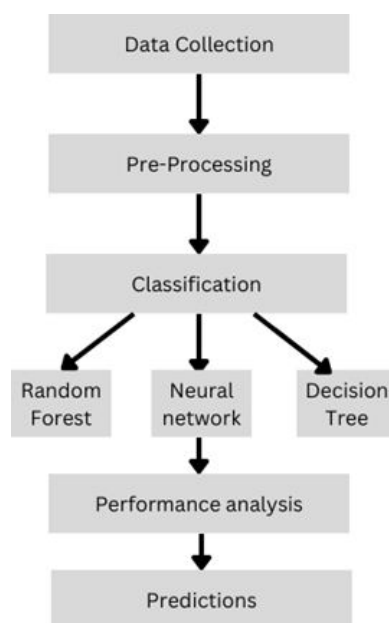 Data Collection
Pre-Processing
Classification
Random
Forest
Neural
network
Decision
Tree
Performance analysis
Predictions